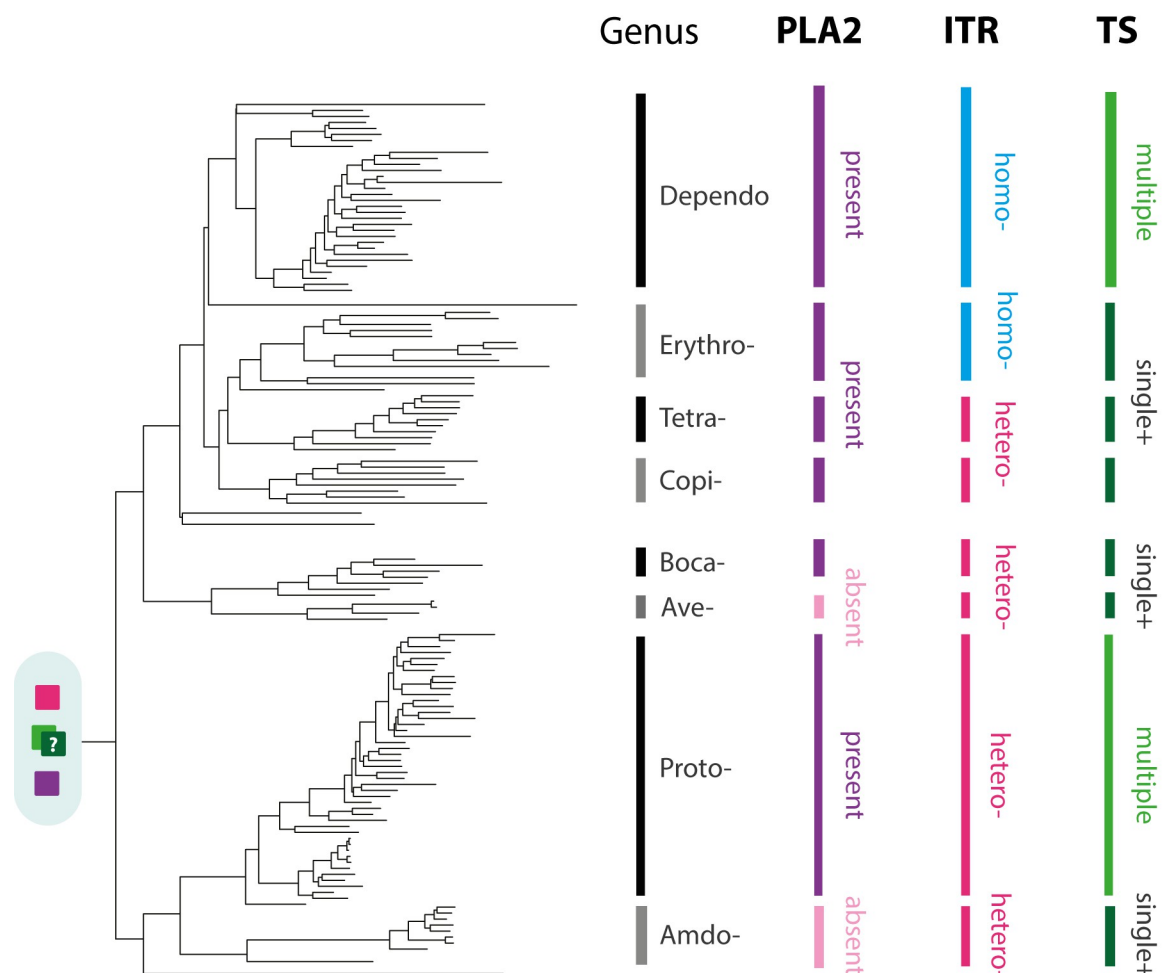 Genus PLA2 ITR TS
Dependo present homo- multiple
Erythro- homo-
present single+
Tetra- hetero-
Copi-
Boca- hetero- single+
Ave- absent
?
Proto- present hetero- multiple
Amdo- absent hetero- single+